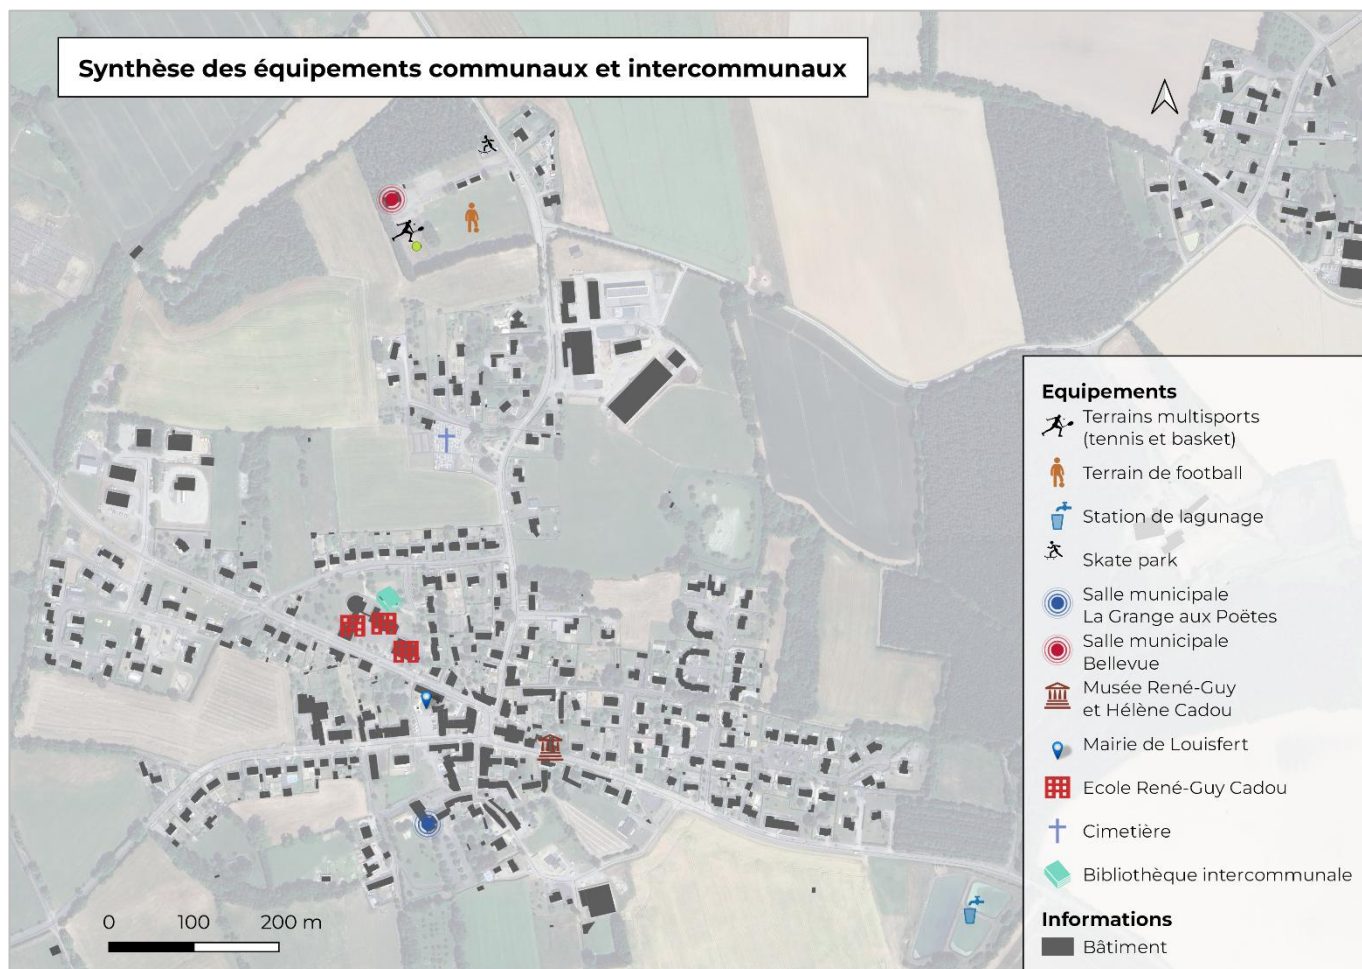 Synthèse des équipements communaux et intercommunaux
Equipements
Terrains multisports
(tennis et basket)
Terrain de football
Station de lagunage
Skate park
Salle municipale
La Grange aux Poëtes
Salle municipale
Bellevue
Musée René-Guy
et Hélène Cadou
Mairie de Louisfert
Ecole René-Guy Cadou
Cimetière
Bibliothèque intercommunale
Informations
Bâtiment
0 100 200 m